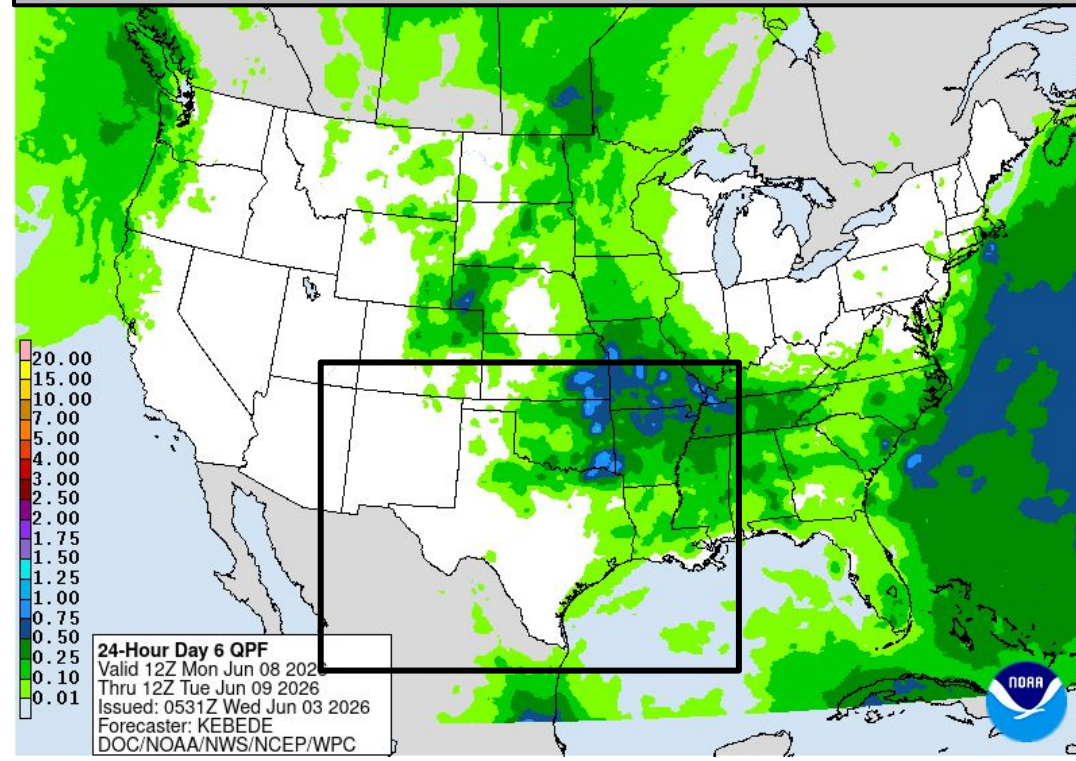 20.00
15.00
10.00
7.00
5.00
4.00
3.00
2.50
2.00
1.75
1.50
1.25
1.00
0.75
0.50
0.25
0.10
0.01
24-Hour Day 6 QPF
Valid 12Z Mon Jun 08 2026
Thru 12Z Tue Jun 09 2026
Issued: 0531Z Wed Jun 03 2026
Forecaster: KEBEDE
DOC/NOAA/NWS/NCEP/WPC
NOAA